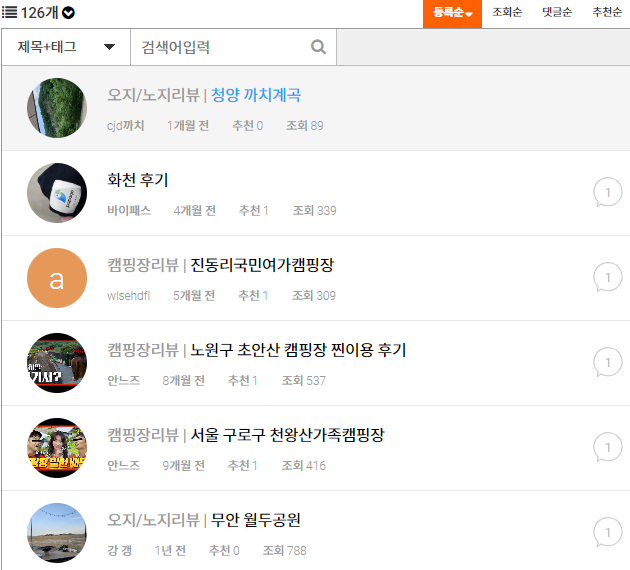 126개
등록순 조회순 댓글순 추천순
제목+태그 검색어입력
오지/노지리뷰 | 청양 까치계곡
cjd까치 1개월 전 추천 0 조회 89
화천 후기
바이패스 4개월 전 추천 1 조회 339
1
캠핑장리뷰 | 진동리국민여가캠핑장
a
wlsehdfl 5개월 전 추천 1 조회 309
1
캠핑장리뷰 | 노원구 초안산 캠핑장 찐이용 후기
안느즈 8개월 전 추천 1 조회 537
1
캠핑장리뷰 | 서울 구로구 천왕산가족캠핑장
안느즈 9개월 전 추천 1 조회 416
1
오지/노지리뷰 | 무안 월두공원
강 갱 1년 전 추천 0 조회 788
1